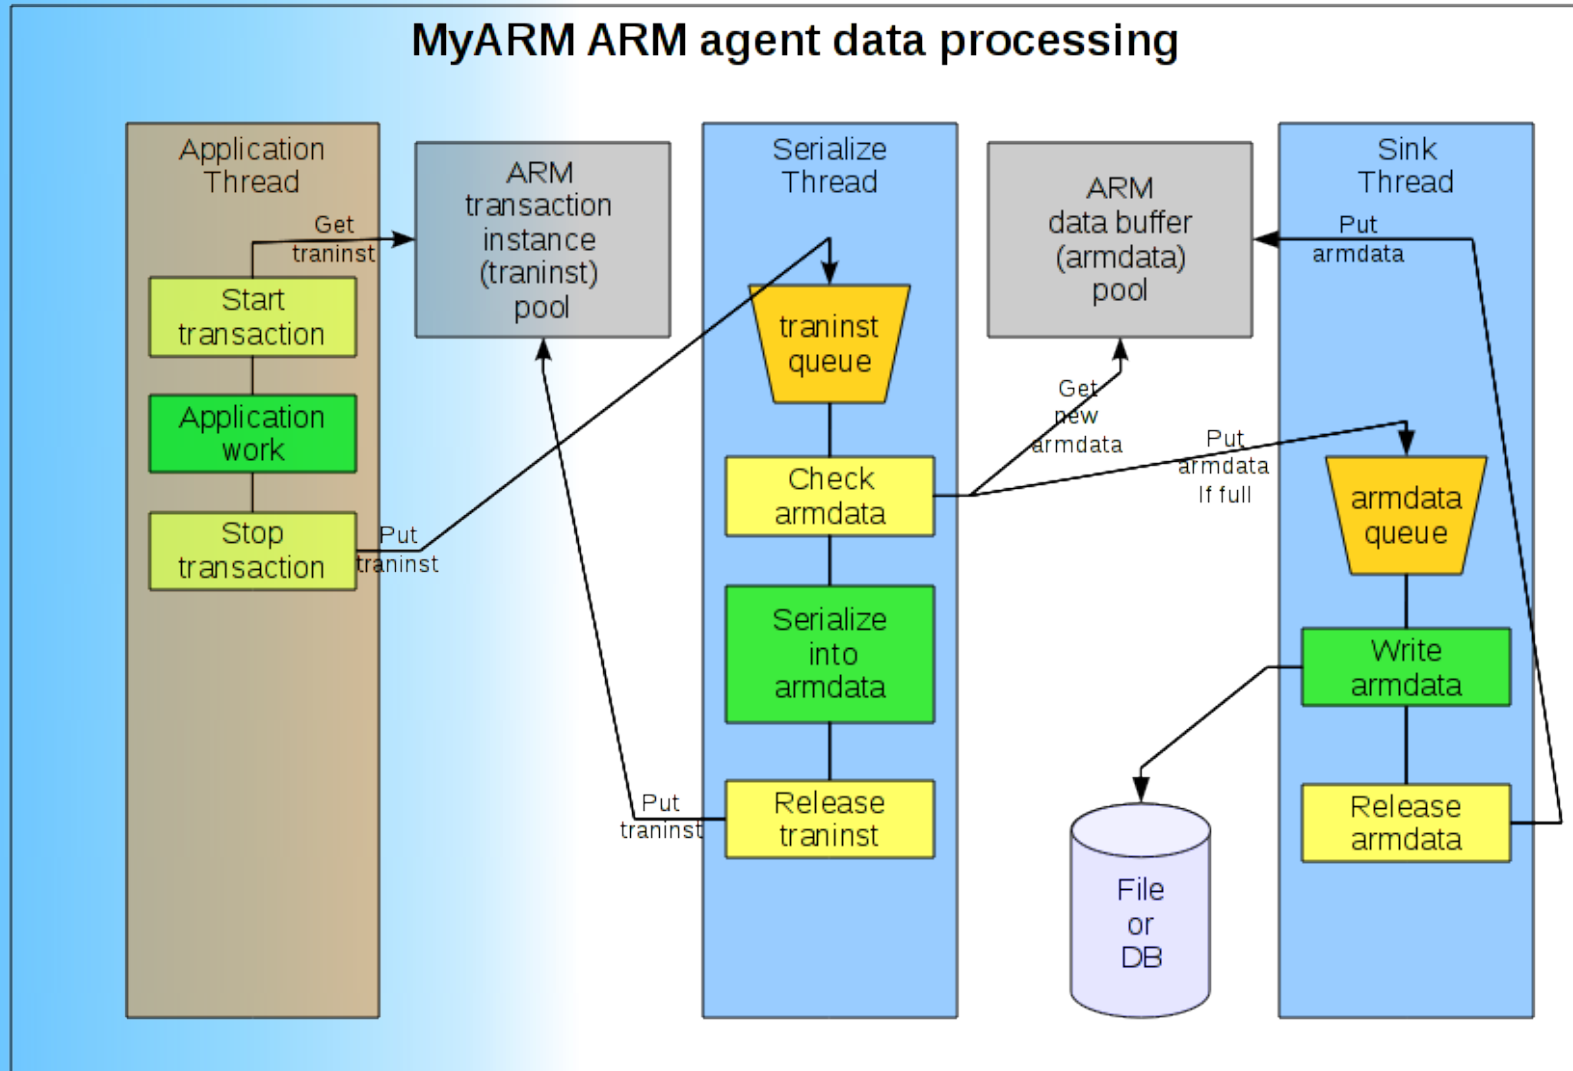 MyARM ARM agent data processing
Application
Thread
Get
traninst
Start
transaction
Application
work
Stop
transaction
Put
traninst
ARM
transaction
instance
(traninst)
pool
Serialize
Thread
traninst
queue
Check
armdata
Serialize
into
armdata
Release
traninst
Put
traninst
ARM
data buffer
(armdata)
pool
Get
new
armdata
Put
armdata
If full
Sink
Thread
Put
armdata
armdata
queue
Write
armdata
Release
armdata
File
or
DB